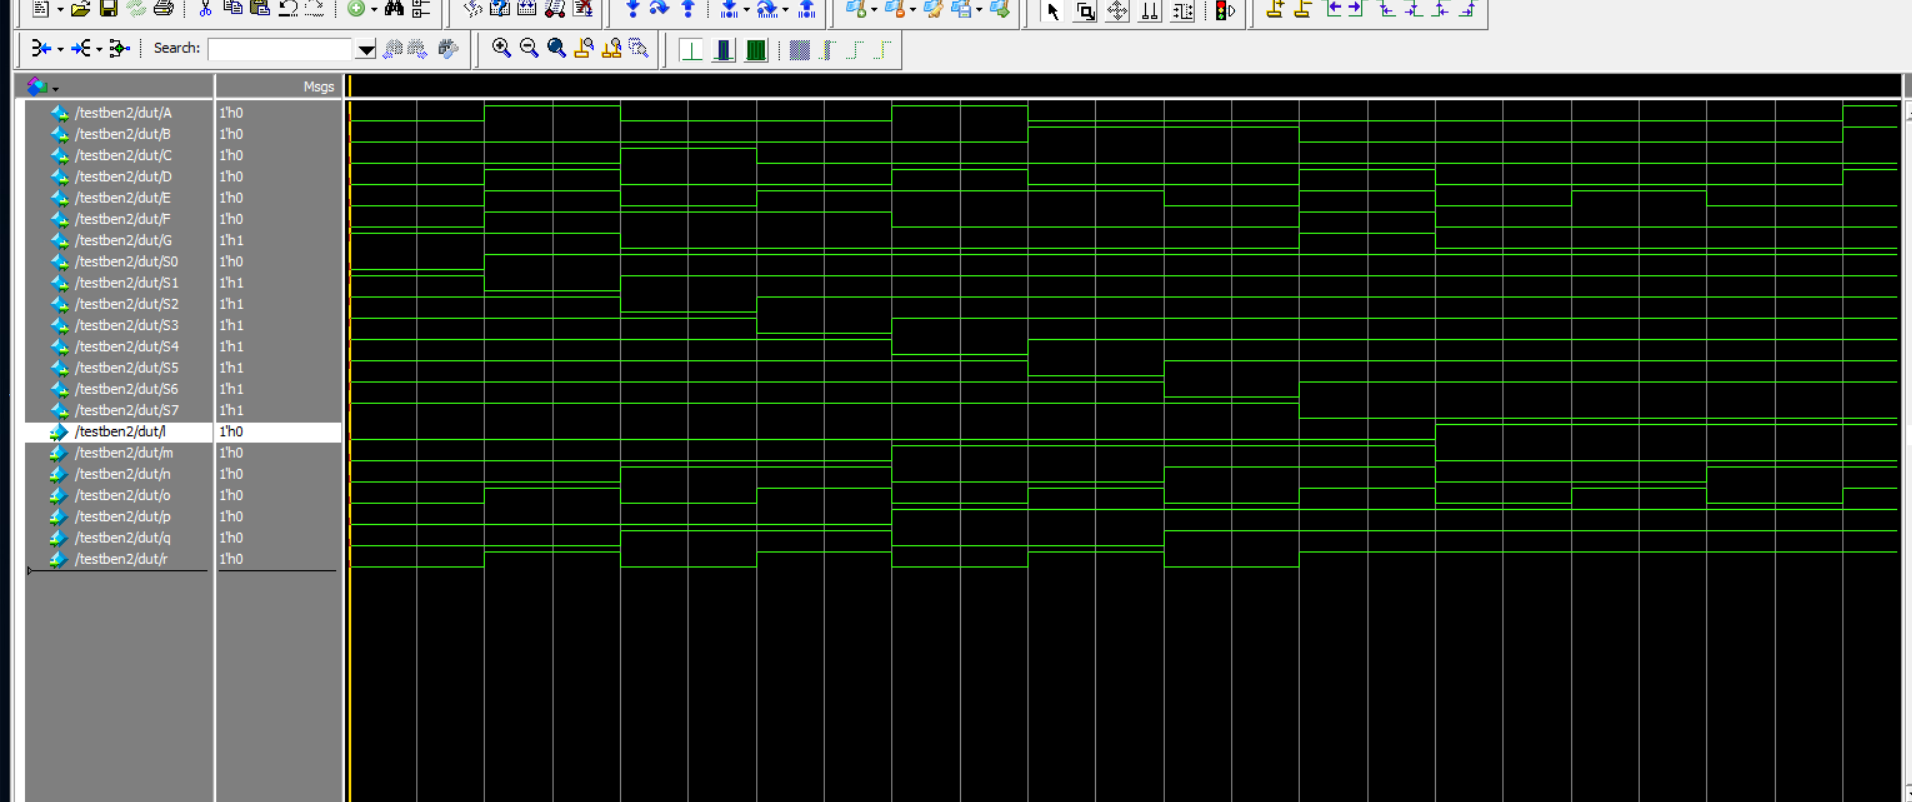 Search:
Msgs
/testben2/dut/A 1'h0
/testben2/dut/B 1'h0
/testben2/dut/C 1'h0
/testben2/dut/D 1'h0
/testben2/dut/E 1'h0
/testben2/dut/F 1'h0
/testben2/dut/G 1'h1
/testben2/dut/S0 1'h0
/testben2/dut/S1 1'h1
/testben2/dut/S2 1'h1
/testben2/dut/S3 1'h1
/testben2/dut/S4 1'h1
/testben2/dut/S5 1'h1
/testben2/dut/S6 1'h1
/testben2/dut/S7 1'h1
/testben2/dut/l 1'h0
/testben2/dut/m 1'h0
/testben2/dut/n 1'h0
/testben2/dut/o 1'h0
/testben2/dut/p 1'h0
/testben2/dut/q 1'h0
/testben2/dut/r 1'h0